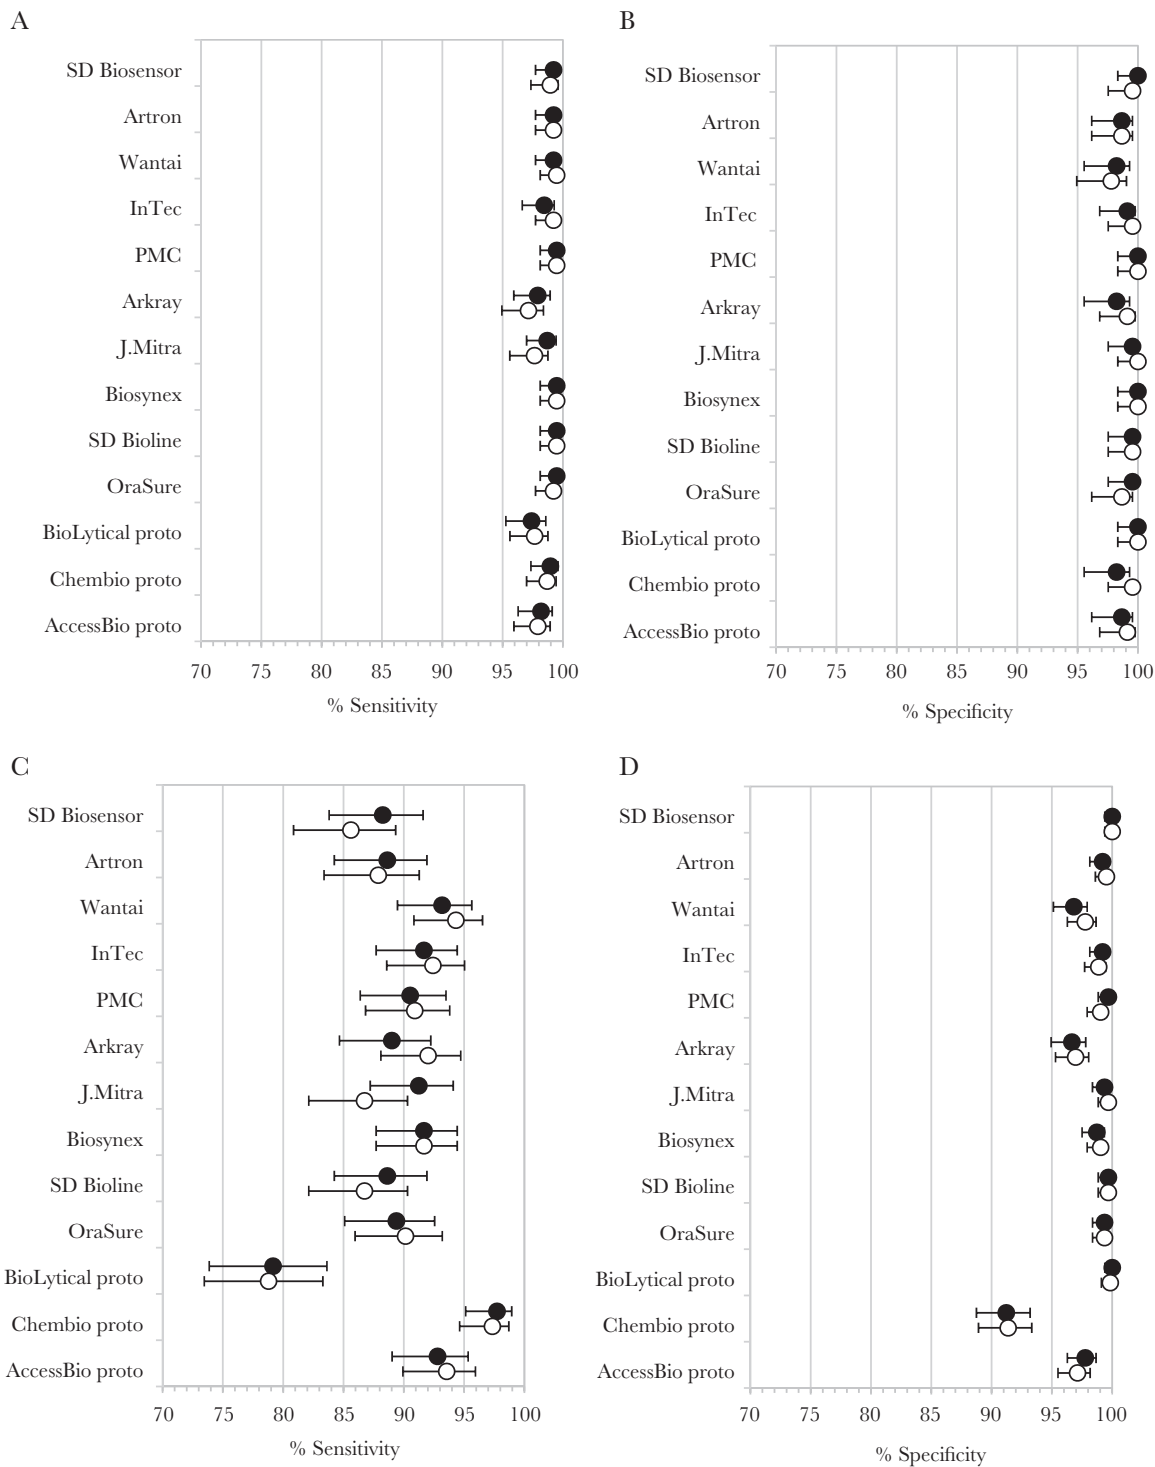 A
SD Biosensor
Artron
Wantai
InTec
PMC
Arkray
J.Mitra
Biosynex
SD Bioline
OraSure
BioLytical proto
Chembio proto
AccessBio proto
70 75 80 85 90 95 100
% Sensitivity
B
SD Biosensor
Artron
Wantai
InTec
PMC
Arkray
J.Mitra
Biosynex
SD Bioline
OraSure
BioLytical proto
Chembio proto
AccessBio proto
70 75 80 85 90 95 100
% Specificity
C
SD Biosensor
Artron
Wantai
InTec
PMC
Arkray
J.Mitra
Biosynex
SD Bioline
OraSure
BioLytical proto
Chembio proto
AccessBio proto
70 75 80 85 90 95 100
% Sensitivity
D
SD Biosensor
Artron
Wantai
InTec
PMC
Arkray
J.Mitra
Biosynex
SD Bioline
OraSure
BioLytical proto
Chembio proto
AccessBio proto
70 75 80 85 90 95 100
% Specificity